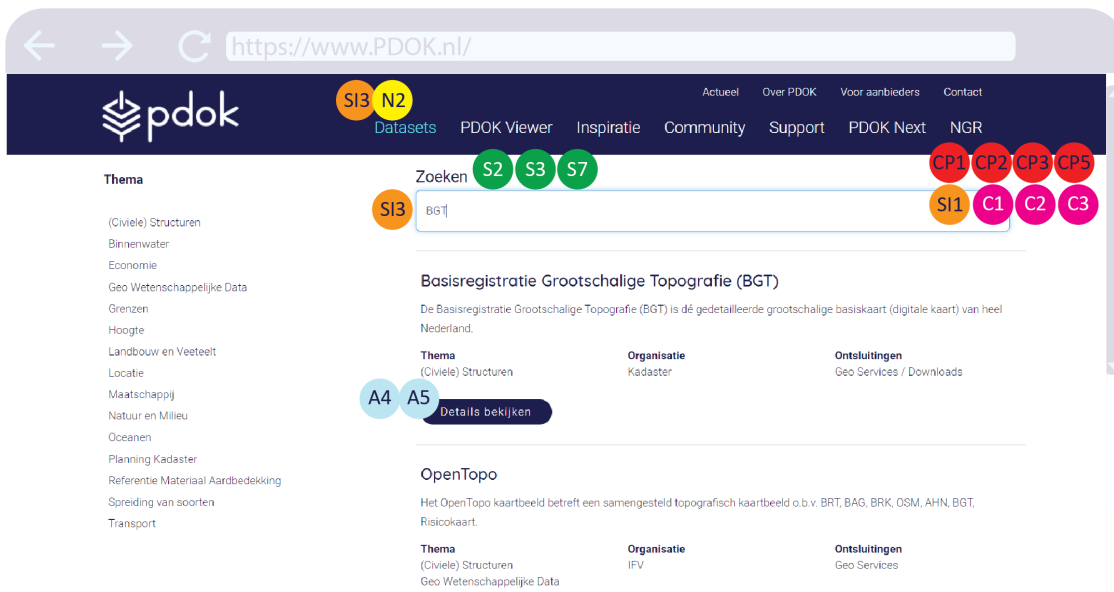 https://www.PDOK.nl/
pdok
Actueel Over PDOK Voor aanbieders Contact
SI3 N2
Datasets PDOK Viewer Inspiratie Community Support PDOK Next NGR
Thema
(Civiele) Structuren
Binnenwater
Economie
Geo Wetenschappelijke Data
Grenzen
Hoogte
Landbouw en Veeteelt
Locatie
Maatschappij
Natuur en Milieu
Oceanen
Planning Kadaster
Referentie Materiaal Aardbedekking
Spreiding van soorten
Transport
Zoeken S2 S3 S7
CP1 CP2 CP3 CP5
SI3 BGT SI1 C1 C2 C3
Basisregistratie Grootschalige Topografie (BGT)
De Basisregistratie Grootschalige Topografie (BGT) is dé gedetailleerde grootschalige basiskaart (digitale kaart) van heel
Nederland.
Thema Organisatie Ontsluitingen
(Civiele) Structuren Kadaster Geo Services / Downloads
A4 A5
Details bekijken
OpenTopo
Het OpenTopo kaartbeeld betreft een samengesteld topografisch kaartbeeld o.b.v. BRT, BAG, BRK, OSM, AHN, BGT,
Risicokaart.
Thema Organisatie Ontsluitingen
(Civiele) Structuren IFV Geo Services
Geo Wetenschappelijke Data